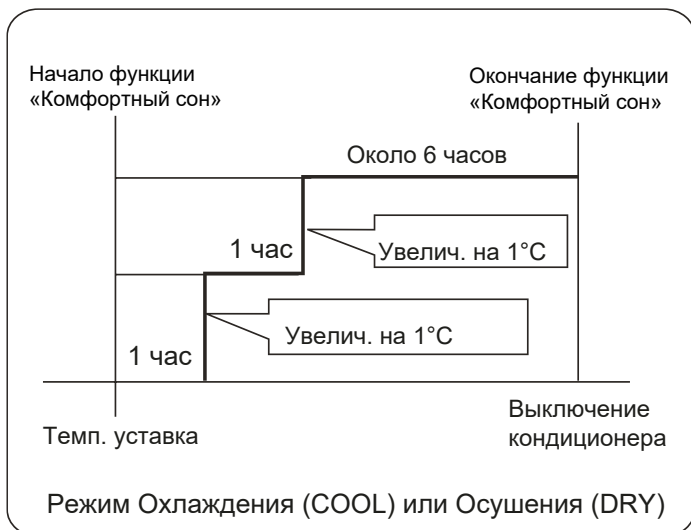 Начало функции
«Комфортный сон»
Окончание функции
«Комфортный сон»
Около 6 часов
1 час
Увелич. на 1°C
Увелич. на 1°C
1 час
Темп. уставка
Выключение
кондиционера
Режим Охлаждения (COOL) или Осушения (DRY)